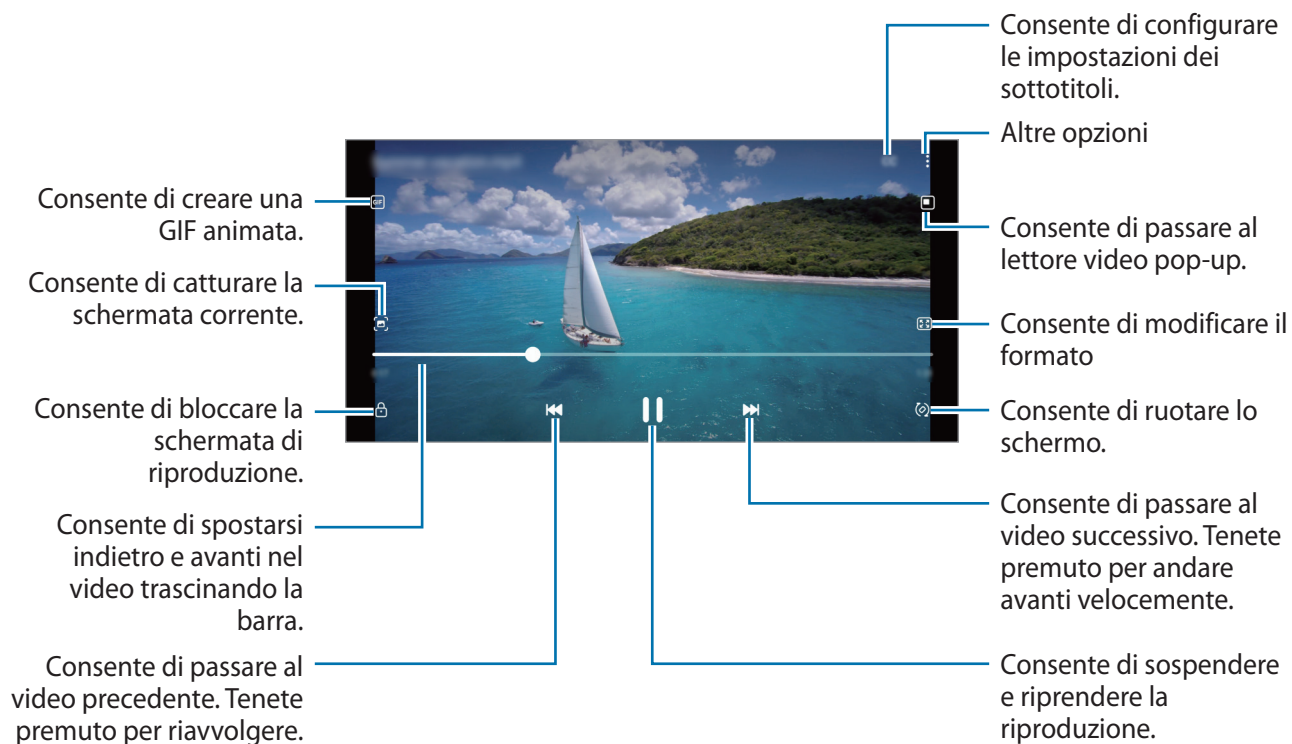 Consente di configurare
le impostazioni dei
sottotitoli.
Altre opzioni
Consente di creare una
GIF animata.
GIF
Consente di passare al
lettore video pop-up.
Consente di catturare la
schermata corrente.
Consente di modificare il
formato
Consente di bloccare la
schermata di
riproduzione.
Consente di ruotare lo
schermo.
Consente di spostarsi
indietro e avanti nel
video trascinando la
barra.
Consente di passare al
video successivo. Tenete
premuto per andare
avanti velocemente.
Consente di passare al
video precedente. Tenete
premuto per riavvolgere.
Consente di sospendere
e riprendere la
riproduzione.